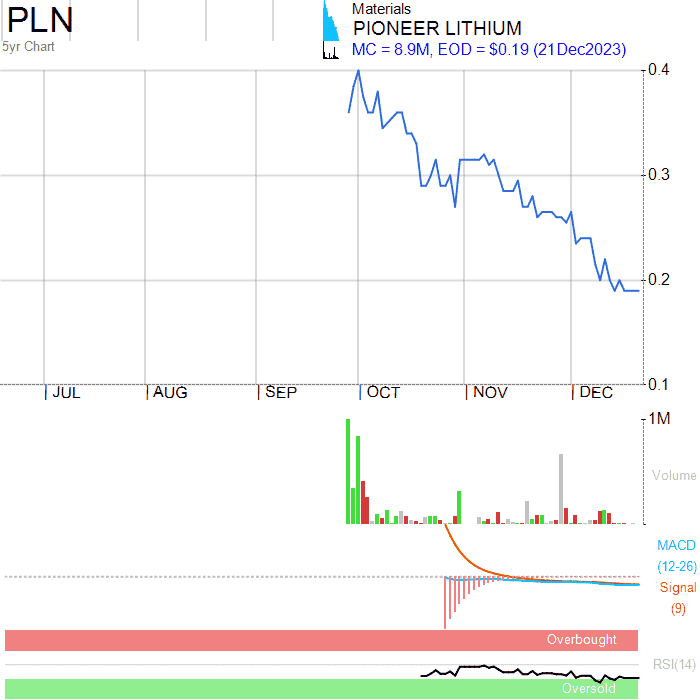 PLN
5yr Chart
Materials
PIONEER LITHIUM
MC = 8.9M, EOD = $0.19 (21Dec2023)
0.4
0.3
0.2
0.1
JUL AUG SEP OCT NOV DEC
1M
Volume
MACD
(12-26)
Signal
(9)
Overbought
RSI(14)
Oversold